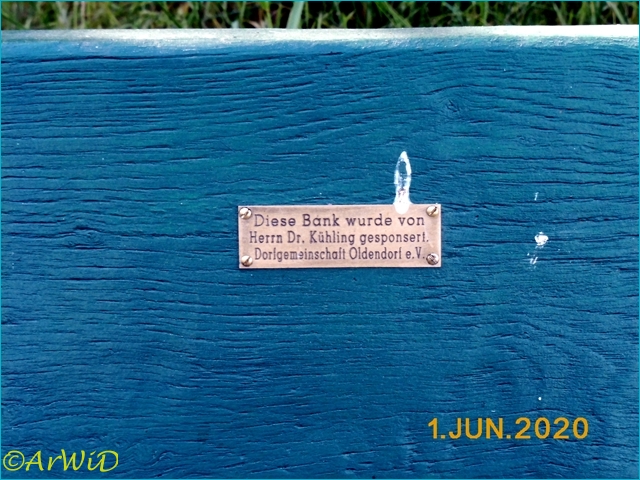 Diese Bank wurde von
Herrn Dr. Kühling gesponsert.
Dorfgemeinschaft Oldendorf e.V.
1.JUN.2020
©ArWiD